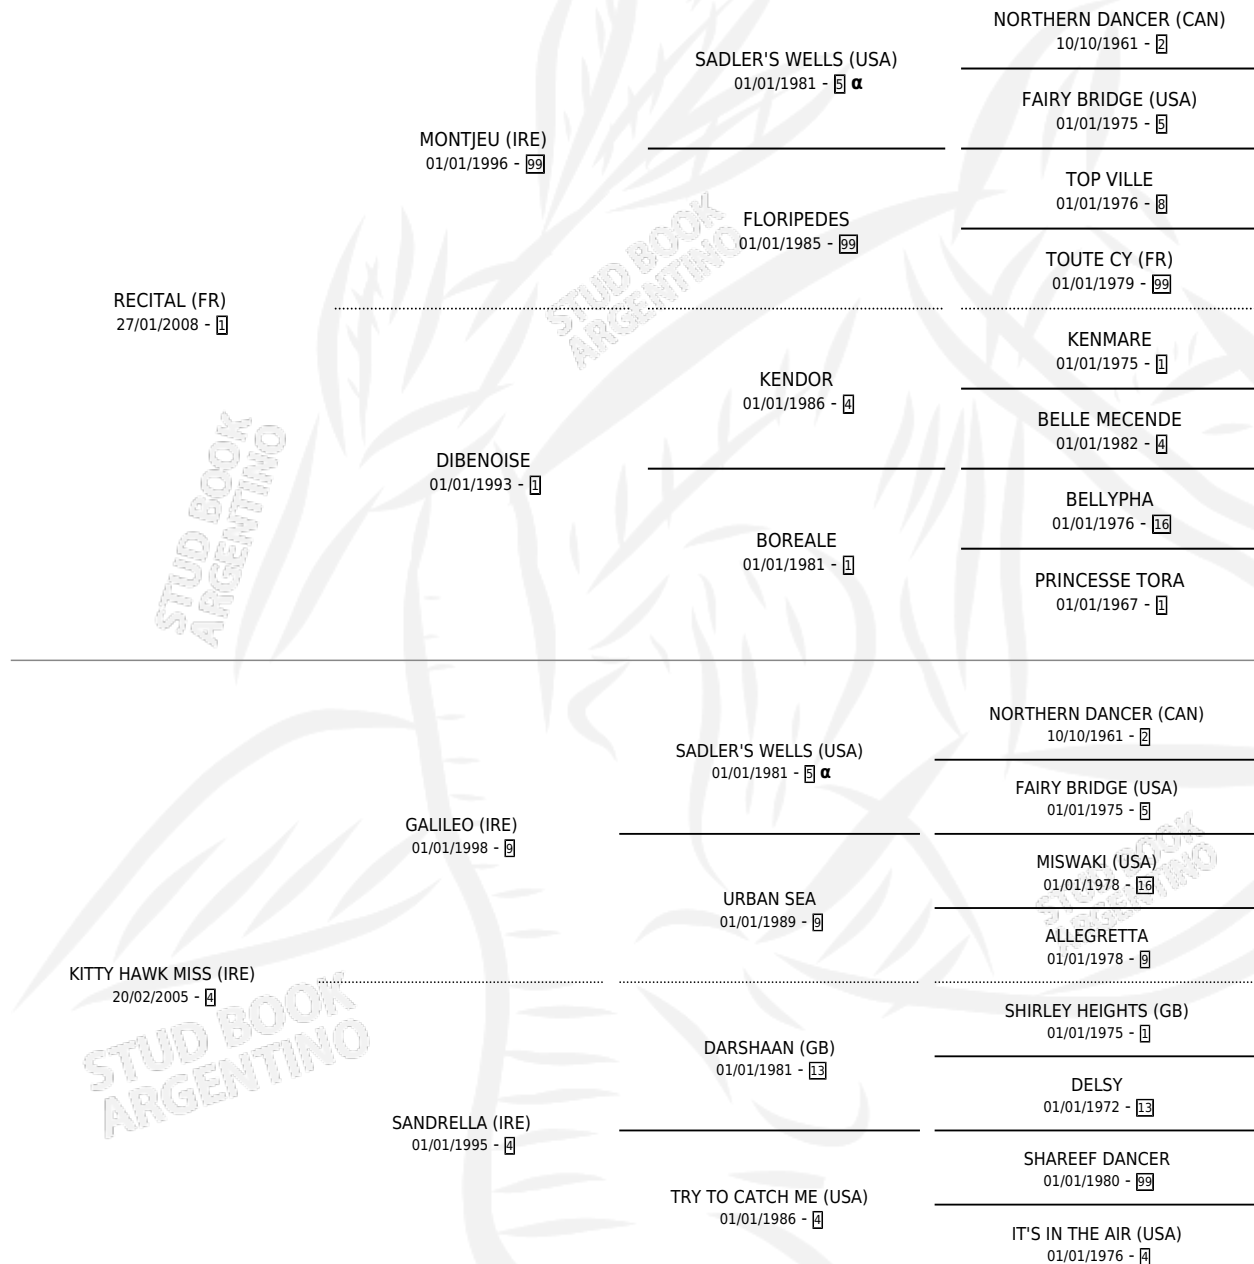 NORTHERN DANCER (CAN)
10/10/1961 - 2
SADLER'S WELLS (USA)
01/01/1981 - 5 α
FAIRY BRIDGE (USA)
01/01/1975 - 5
MONTJEU (IRE)
01/01/1996 - 99
TOP VILLE
01/01/1976 - 8
FLORIPEDES
01/01/1985 - 99
TOUTE CY (FR)
01/01/1979 - 99
RECITAL (FR)
27/01/2008 - 1
KENMARE
01/01/1975 - 1
KENDOR
01/01/1986 - 4
BELLE MECENDE
01/01/1982 - 4
DIBENOISE
01/01/1993 - 1
BELLYPHA
01/01/1976 - 16
BOREALE
01/01/1981 - 1
PRINCESSE TORA
01/01/1967 - 1
STUD BOOK
ARGENTINO
STUD BOOK
ARGENTINO
NORTHERN DANCER (CAN)
10/10/1961 - 2
SADLER'S WELLS (USA)
01/01/1981 - 5 α
FAIRY BRIDGE (USA)
01/01/1975 - 5
GALILEO (IRE)
01/01/1998 - 9
MISWAKI (USA)
01/01/1978 - 16
URBAN SEA
01/01/1989 - 9
ALLEGRETTA
01/01/1978 - 9
KITTY HAWK MISS (IRE)
20/02/2005 - 4
SHIRLEY HEIGHTS (GB)
01/01/1975 - 1
DARSHAAN (GB)
01/01/1981 - 13
DELSY
01/01/1972 - 13
SANDRELLA (IRE)
01/01/1995 - 4
SHAREEF DANCER
01/01/1980 - 99
TRY TO CATCH ME (USA)
01/01/1986 - 4
IT'S IN THE AIR (USA)
01/01/1976 - 4
STUD BOOK
ARGENTINO
STUD BOOK
ARGENTINO